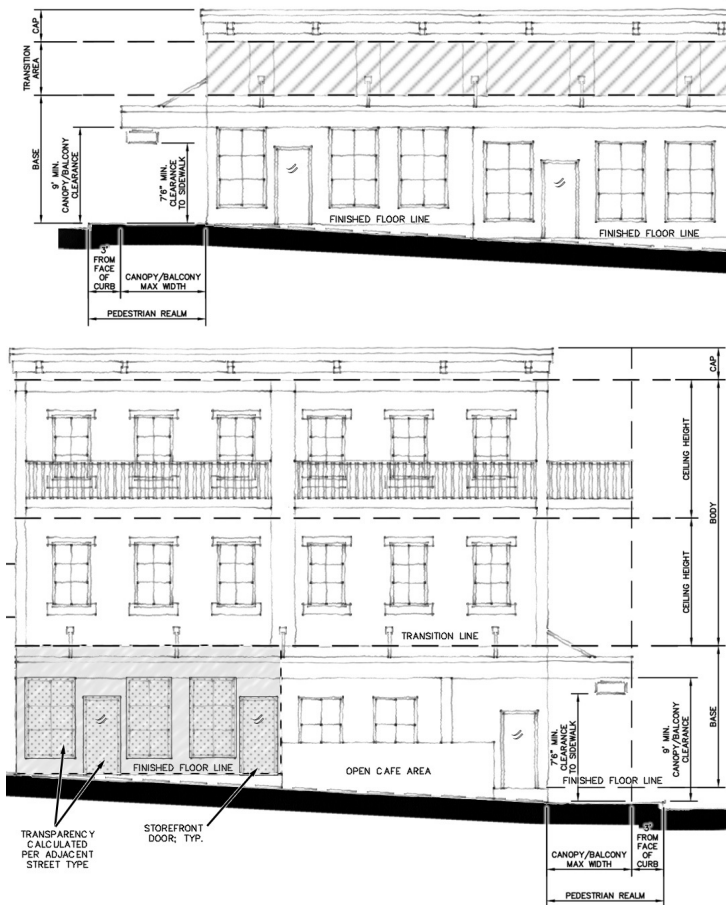 CAP
TRANSITION
AREA
BASE
9' MIN.
CANOPY/BALCONY
CLEARANCE
7'6" MIN.
CLEARANCE
TO SIDEWALK
FINISHED FLOOR LINE
FINISHED FLOOR LINE
3'
FROM
FACE
OF
CURB
CANOPY/BALCONY
MAX WIDTH
PEDESTRIAN REALM
CAP
CEILING HEIGHT
BODY
CEILING HEIGHT
TRANSITION LINE
BASE
7'6" MIN.
CLEARANCE
TO SIDEWALK
9' MIN.
CANOPY/BALCONY
CLEARANCE
FINISHED FLOOR LINE
OPEN CAFE AREA
FINISHED FLOOR LINE
TRANSPARENCY
CALCULATED
PER ADJACENT
STREET TYPE
STOREFRONT
DOOR; TYP.
CANOPY/BALCONY
MAX WIDTH
3'
FROM
FACE OF
CURB
PEDESTRIAN REALM